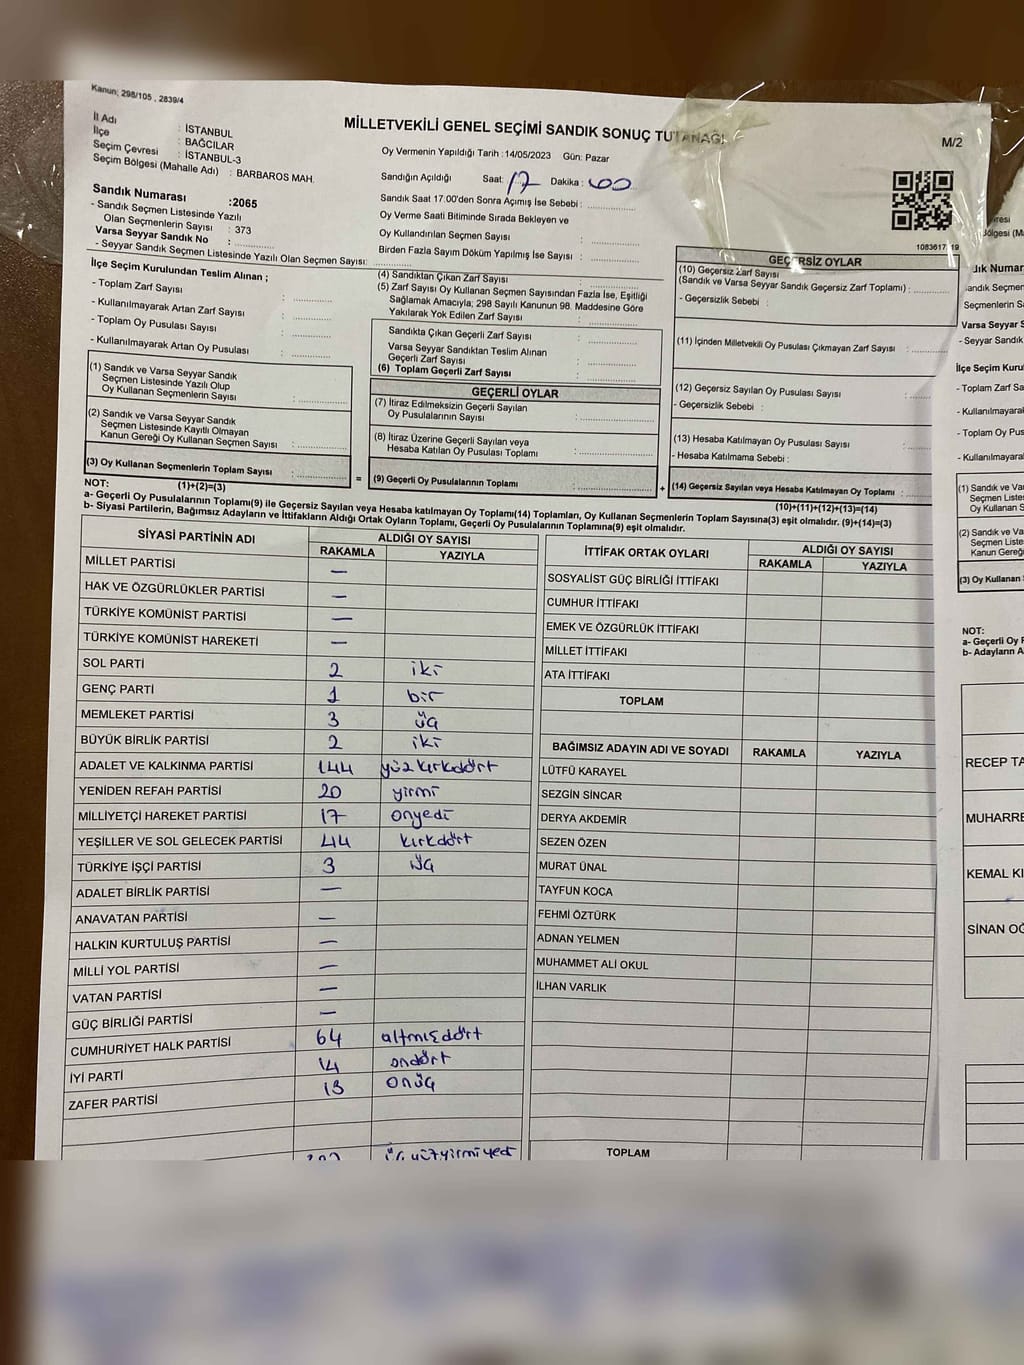 Kanun; 298/105 , 2839/4
MİLLETVEKİLİ GENEL SEÇİMİ SANDIK SONUÇ TUTANAĞI
M/2
İl Adı : İSTANBUL
İlçe : BAĞCILAR
Seçim Çevresi : İSTANBUL-3
Seçim Bölgesi (Mahalle Adı) : BARBAROS MAH.
Sandık Numarası :2065
- Sandık Seçmen Listesinde Yazılı
Olan Seçmenlerin Sayısı : 373
Varsa Seyyar Sandık No :
- Seyyar Sandık Seçmen Listesinde Yazılı Olan Seçmen Sayısı:
Oy Vermenin Yapıldığı Tarih :14/05/2023 Gün: Pazar
Sandığın Açıldığı Saat: 17 Dakika : 00
Sandık Saat 17.00'den Sonra Açımış İse Sebebi :
Oy Verme Saati Bitiminde Sırada Bekleyen ve
Oy Kullandırılan Seçmen Sayısı :
Birden Fazla Sayım Döküm Yapılmış İse Sayısı :
1083617 19
İlçe Seçim Kurulundan Teslim Alınan ;
- Toplam Zarf Sayısı :
- Kullanılmayarak Artan Zarf Sayısı :
- Toplam Oy Pusulası Sayısı :
- Kullanılmayarak Artan Oy Pusulası :
(1) Sandık ve Varsa Seyyar Sandık
Seçmen Listesinde Yazılı Olup
Oy Kullanan Seçmenlerin Sayısı :
(2) Sandık ve Varsa Seyyar Sandık
Seçmen Listesinde Kayıtlı Olmayan
Kanun Gereği Oy Kullanan Seçmen Sayısı :
(3) Oy Kullanan Seçmenlerin Toplam Sayısı :
(4) Sandıktan Çıkan Zarf Sayısı :
(5) Zarf Sayısı Oy Kullanan Seçmen Sayısından Fazla İse, Eşitliği
Sağlamak Amacıyla; 298 Sayılı Kanunun 98. Maddesine Göre
Yakılarak Yok Edilen Zarf Sayısı :
Sandıkta Çıkan Geçerli Zarf Sayısı :
Varsa Seyyar Sandıktan Teslim Alınan
Geçerli Zarf Sayısı :
(6) Toplam Geçerli Zarf Sayısı :
GEÇERLİ OYLAR
(7) İtiraz Edilmeksizin Geçerli Sayılan
Oy Pusulalarının Sayısı :
(8) İtiraz Üzerine Geçerli Sayılan veya
Hesaba Katılan Oy Pusulası Toplamı :
= (9) Geçerli Oy Pusulalarının Toplamı :
GEÇERSİZ OYLAR
(10) Geçersiz Zarf Sayısı
(Sandık ve Varsa Seyyar Sandık Geçersiz Zarf Toplamı) :
- Geçersizlik Sebebi :
(11) İçinden Milletvekili Oy Pusulası Çıkmayan Zarf Sayısı :
(12) Geçersiz Sayılan Oy Pusulası Sayısı :
- Geçersizlik Sebebi :
(13) Hesaba Katılmayan Oy Pusulası Sayısı :
- Hesaba Katılmama Sebebi :
+ (14) Geçersiz Sayılan veya Hesaba Katılmayan Oy Toplamı :
NOT: (1)+(2)=(3) (10)+(11)+(12)+(13)=(14)
a- Geçerli Oy Pusulalarının Toplamı(9) ile Geçersiz Sayılan veya Hesaba katılmayan Oy Toplamı(14) Toplamları, Oy Kullanan Seçmenlerin Toplam Sayısına(3) eşit olmalıdır. (9)+(14)=(3)
b- Siyasi Partilerin, Bağımsız Adayların ve İttifakların Aldığı Ortak Oyların Toplamı, Geçerli Oy Pusulalarının Toplamına(9) eşit olmalıdır.
SİYASİ PARTİNİN ADI ALDIĞI OY SAYISI
RAKAMLA YAZIYLA
MİLLET PARTİSİ —
HAK VE ÖZGÜRLÜKLER PARTİSİ —
TÜRKİYE KOMÜNİST PARTİSİ —
TÜRKİYE KOMÜNİST HAREKETİ —
SOL PARTİ 2 iki
GENÇ PARTİ 1 bir
MEMLEKET PARTİSİ 3 üç
BÜYÜK BİRLİK PARTİSİ 2 iki
ADALET VE KALKINMA PARTİSİ 144 yüzkırkdört
YENİDEN REFAH PARTİSİ 20 yirmi
MİLLİYETÇİ HAREKET PARTİSİ 17 onyedi
YEŞİLLER VE SOL GELECEK PARTİSİ 44 kırkdört
TÜRKİYE İŞÇİ PARTİSİ 3 üç
ADALET BİRLİK PARTİSİ —
ANAVATAN PARTİSİ —
HALKIN KURTULUŞ PARTİSİ —
MİLLİ YOL PARTİSİ —
VATAN PARTİSİ —
GÜÇ BİRLİĞİ PARTİSİ —
CUMHURİYET HALK PARTİSİ 64 altmışdört
İYİ PARTİ 14 ondört
ZAFER PARTİSİ 13 onüç
üçyüzyirmiyedi
İTTİFAK ORTAK OYLARI ALDIĞI OY SAYISI
RAKAMLA YAZIYLA
SOSYALİST GÜÇ BİRLİĞİ İTTİFAKI
CUMHUR İTTİFAKI
EMEK VE ÖZGÜRLÜK İTTİFAKI
MİLLET İTTİFAKI
ATA İTTİFAKI
TOPLAM
BAĞIMSIZ ADAYIN ADI VE SOYADI RAKAMLA YAZIYLA
LÜTFÜ KARAYEL
SEZGİN SİNCAR
DERYA AKDEMİR
SEZEN ÖZEN
MURAT ÜNAL
TAYFUN KOCA
FEHMİ ÖZTÜRK
ADNAN YELMEN
MUHAMMET ALİ OKUL
İLHAN VARLIK
TOPLAM
Seçmenlerin S
Varsa Seyyar S
- Seyyar Sandık
İlçe Seçim Kuru
- Toplam Zarf Sa
- Kullanılmayara
- Toplam Oy Pus
- Kullanılmayaral
(1) Sandık ve Va
Seçmen Liste
Oy Kullanan S
(2) Sandık ve Va
Seçmen Liste
Kanun Gereği
(3) Oy Kullanan
NOT:
a- Geçerli Oy P
b- Adayların A
RECEP TA
MUHARRE
KEMAL KI
SİNAN OĞ